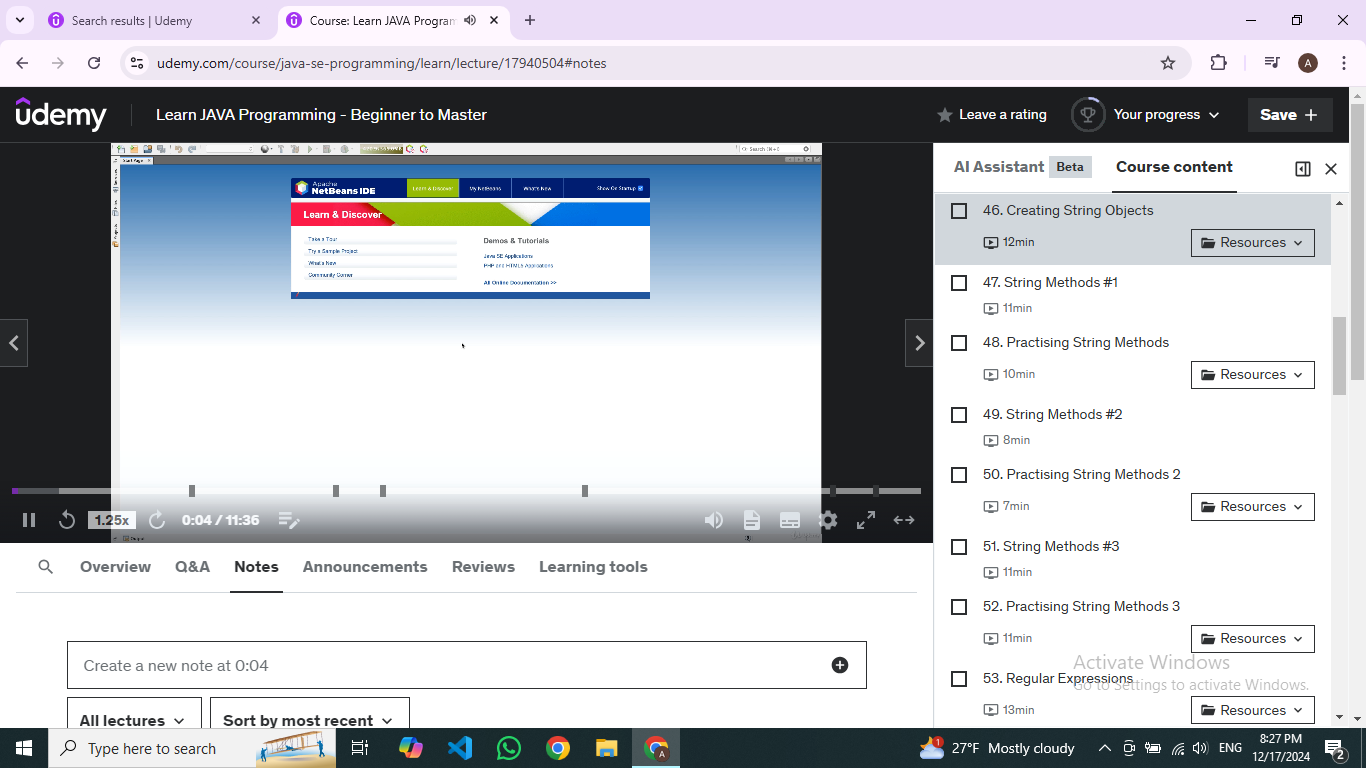 Search results | Udemy
Course: Learn JAVA Program
udemy.com/course/java-se-programming/learn/lecture/17940504#notes
A
ûdemy
Learn JAVA Programming - Beginner to Master
Leave a rating
Your progress
Save +
Start Page
Search (Ctrl+I)
Apache
NetBeans IDE
Learn & Discover
My NetBeans
What's New
Show On Startup
Learn & Discover
Take a Tour
Try a Sample Project
What's New
Community Corner
Demos & Tutorials
Java SE Applications
PHP and HTML5 Applications
All Online Documentation >>
Output
1.25x
0:04 / 11:36
AI Assistant
Beta
Course content
46. Creating String Objects
12min
Resources
47. String Methods #1
11min
48. Practising String Methods
10min
Resources
49. String Methods #2
8min
50. Practising String Methods 2
7min
Resources
51. String Methods #3
11min
52. Practising String Methods 3
11min
Resources
53. Regular Expressions
13min
Resources
Activate Windows
Go to Settings to activate Windows.
Overview
Q&A
Notes
Announcements
Reviews
Learning tools
Create a new note at 0:04
All lectures
Sort by most recent
Type here to search
1
27°F Mostly cloudy
ENG
8:27 PM
12/17/2024
2